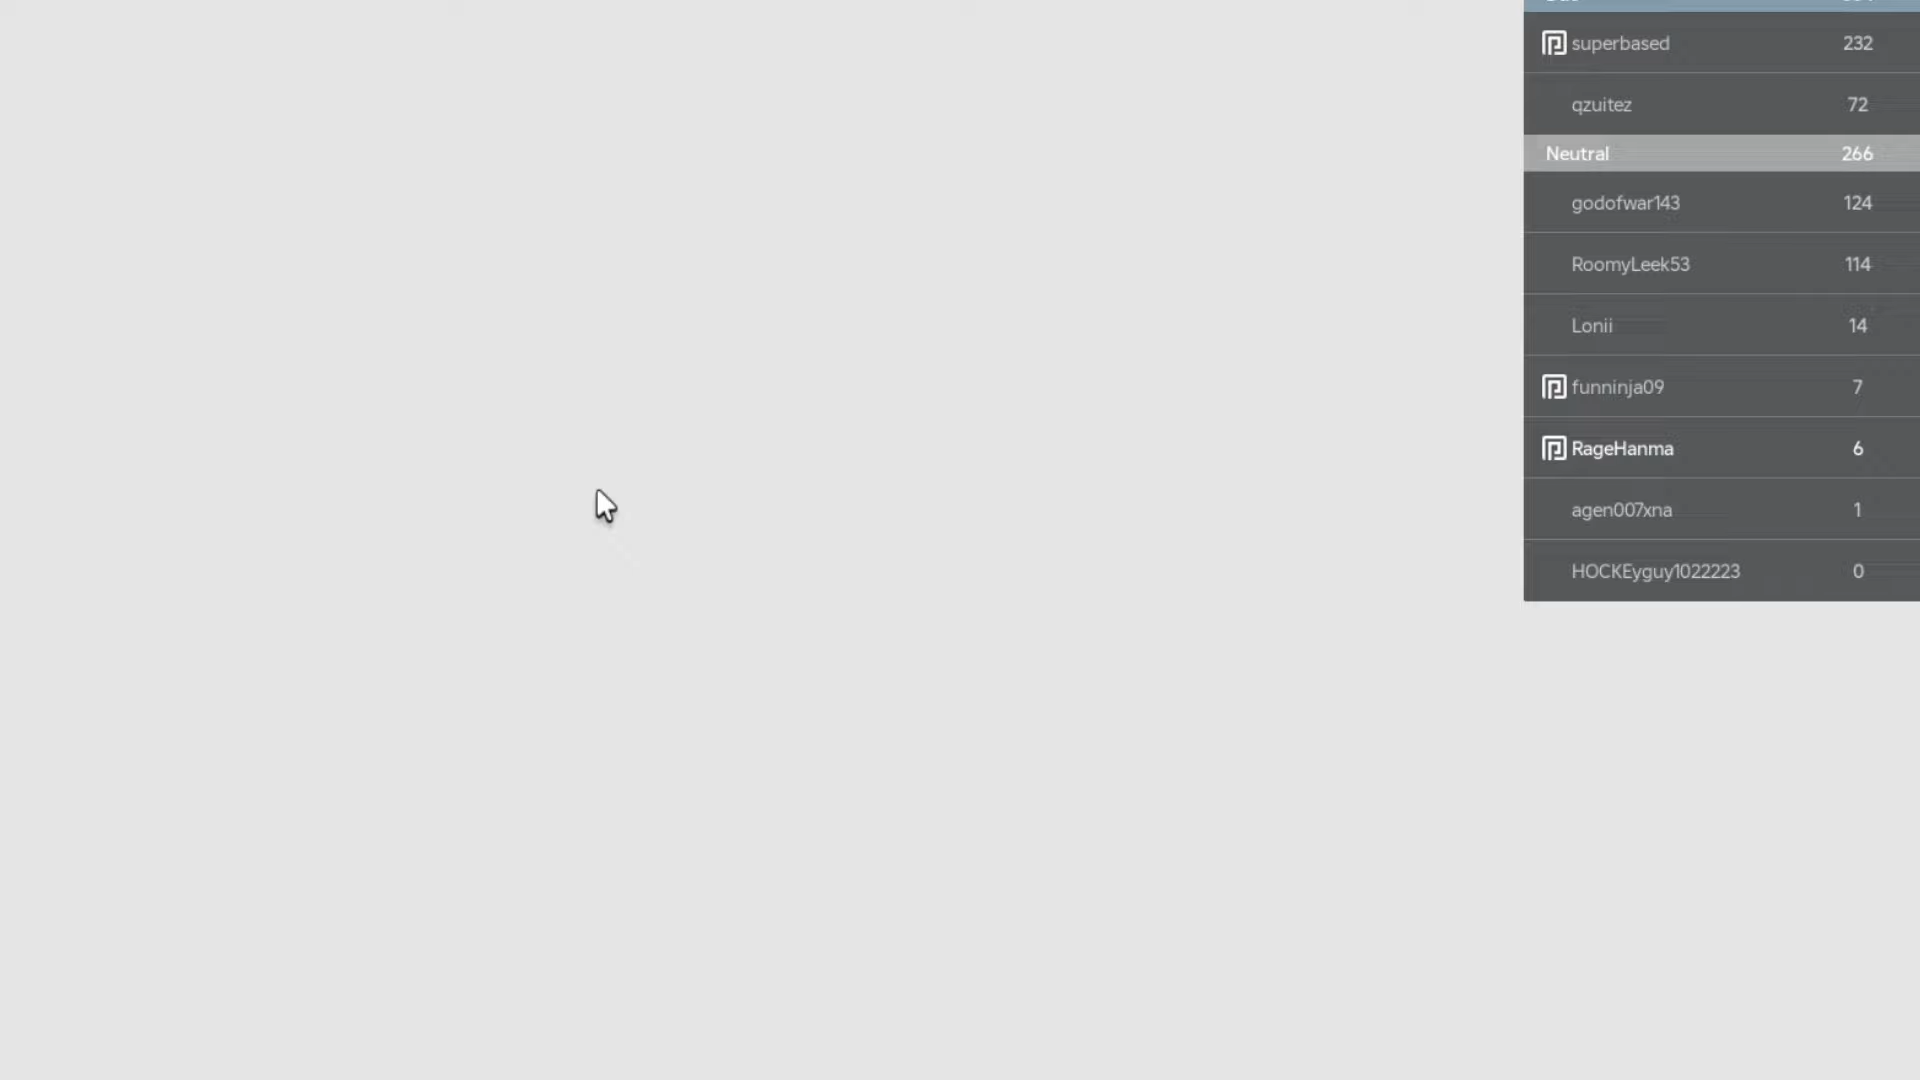 superbased 232
qzuitez 72
Neutral 266
godofwar143 124
RoomyLeek53 114
Lonii 14
funninja09 7
RageHanma 6
agen007xna 1
HOCKEyguy1022223 0